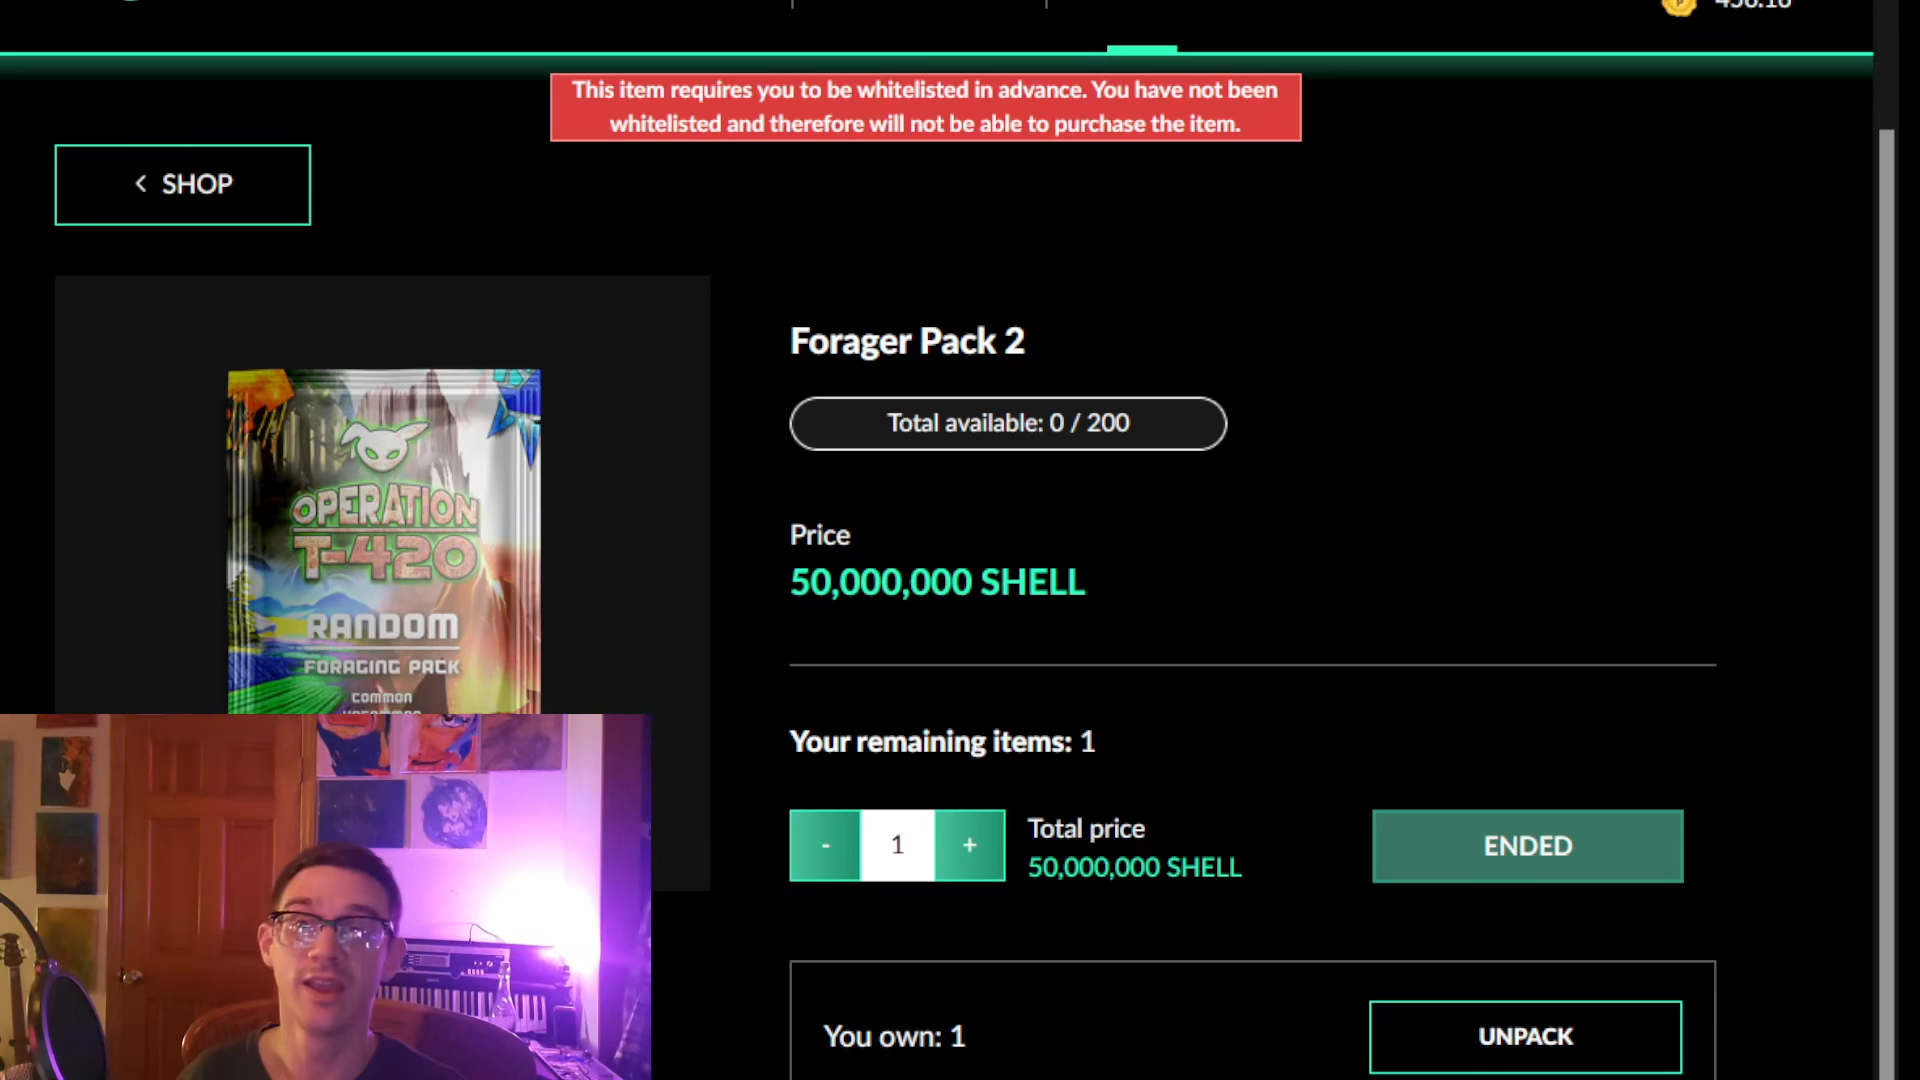 This item requires you to be whitelisted in advance. You have not been
whitelisted and therefore will not be able to purchase the item.
SHOP
Forager Pack 2
Total available: 0 / 200
OPERATION
T-420
RANDOM
FORAGING PACK
COMMON
Price
50,000,000 SHELL
Your remaining items: 1
- 1 +
Total price
50,000,000 SHELL
ENDED
You own: 1
UNPACK